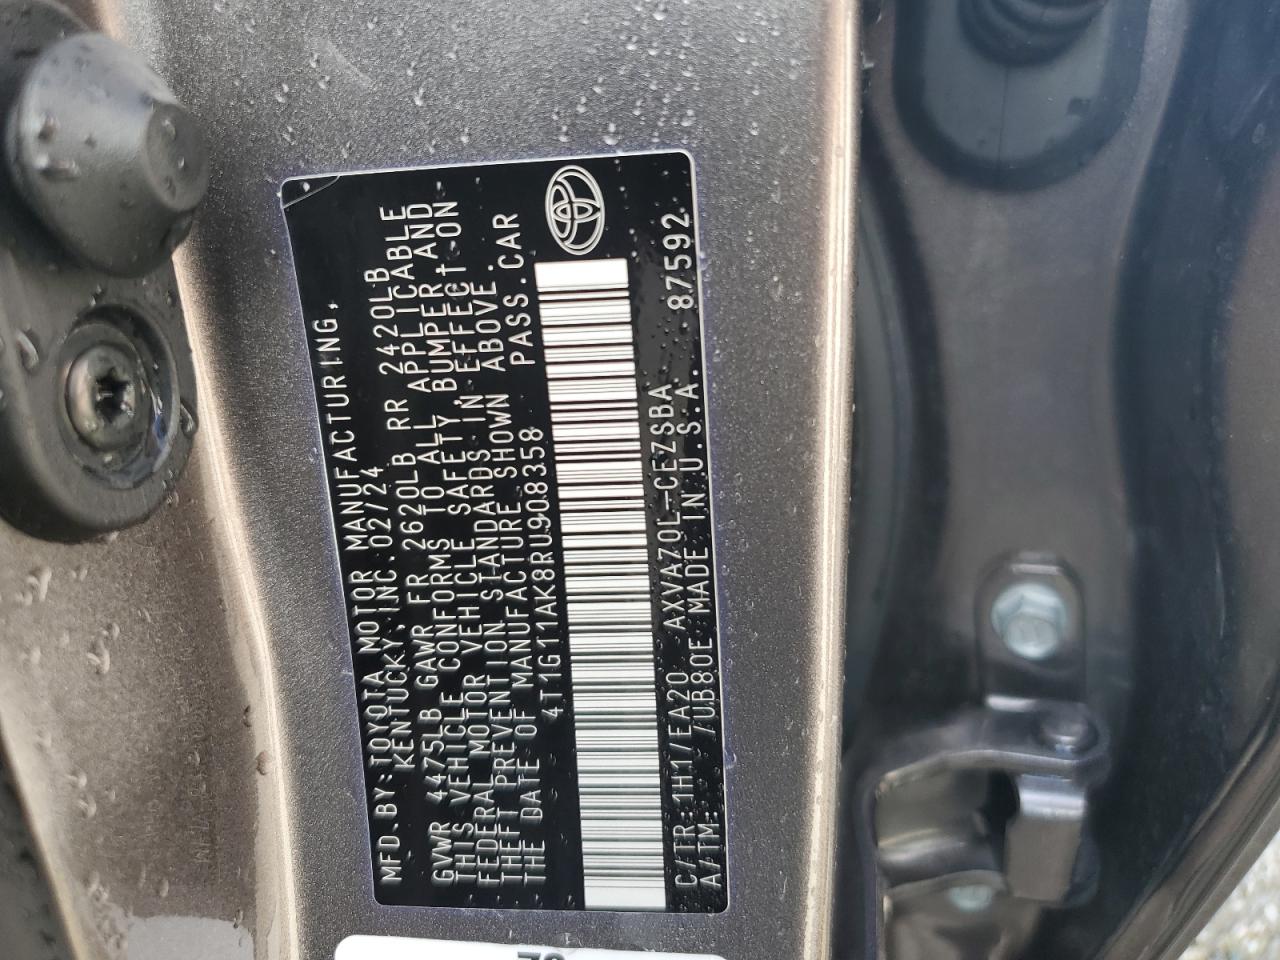 MFD.BY:TOYOTA MOTOR MANUFACTURING,
KENTUCKY,INC.02/24
GVWR 4475LB GAWR FR 2620LB RR 2420LB
THIS VEHICLE CONFORMS TO ALL APPLICABLE
FEDERAL MOTOR VEHICLE SAFETY,BUMPER,AND
THEFT PREVENTION STANDARDS IN EFFECT ON
THE DATE OF MANUFACTURE SHOWN ABOVE.
4T1G11AK8RU908358 PASS.CAR
C/TR:1H1/EA20 AXVA70L-CEZSBA
A/TM: /UB80E MADE IN U.S.A. 87592